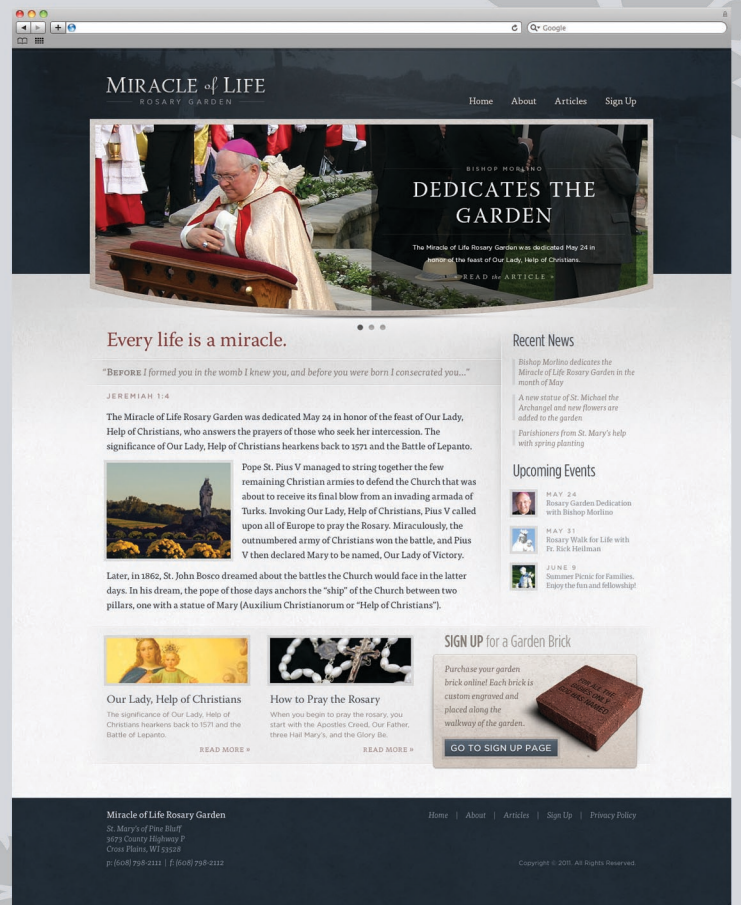 Google
MIRACLE of LIFE
ROSARY GARDEN
Home About Articles Sign Up
BISHOP MORLINO
DEDICATES THE
GARDEN
The Miracle of Life Rosary Garden was dedicated May 24 in
honor of the feast of Our Lady, Help of Christians.
« READ the ARTICLE »
Every life is a miracle.
"BEFORE I formed you in the womb I knew you, and before you were born I consecrated you..."
JEREMIAH 1:4
The Miracle of Life Rosary Garden was dedicated May 24 in honor of the feast of Our Lady,
Help of Christians, who answers the prayers of those who seek her intercession. The
significance of Our Lady, Help of Christians hearkens back to 1571 and the Battle of Lepanto.
Pope St. Pius V managed to string together the few
remaining Christian armies to defend the Church that was
about to receive its final blow from an invading armada of
Turks. Invoking Our Lady, Help of Christians, Pius V called
upon all of Europe to pray the Rosary. Miraculously, the
outnumbered army of Christians won the battle, and Pius
V then declared Mary to be named, Our Lady of Victory.
Later, in 1862, St. John Bosco dreamed about the battles the Church would face in the latter
days. In his dream, the pope of those days anchors the "ship" of the Church between two
pillars, one with a statue of Mary (Auxilium Christianorum or "Help of Christians").
Recent News
Bishop Morlino dedicates the
Miracle of Life Rosary Garden in the
month of May
A new statue of St. Michael the
Archangel and new flowers are
added to the garden
Parishioners from St. Mary's help
with spring planting
Upcoming Events
MAY 24
Rosary Garden Dedication
with Bishop Morlino
MAY 31
Rosary Walk for Life with
Fr. Rick Heilman
JUNE 9
Summer Picnic for Families.
Enjoy the fun and fellowship!
Our Lady, Help of Christians
The significance of Our Lady, Help of
Christians hearkens back to 1571 and the
Battle of Lepanto.
READ MORE »
How to Pray the Rosary
When you begin to pray the rosary, you
start with the Apostles Creed, Our Father,
three Hail Mary's, and the Glory Be.
READ MORE »
SIGN UP for a Garden Brick
Purchase your garden
brick online! Each brick is
custom engraved and
placed along the
walkway of the garden.
GO TO SIGN UP PAGE
FOR ALL THE
BABIES ONLY
GOD HAS NAMED
Miracle of Life Rosary Garden
St. Mary's of Pine Bluff
3673 County Highway P
Cross Plains, WI 53528
p: (608) 798-2111 | f: (608) 798-2112
Home | About | Articles | Sign Up | Privacy Policy
Copyright © 2011. All Rights Reserved.